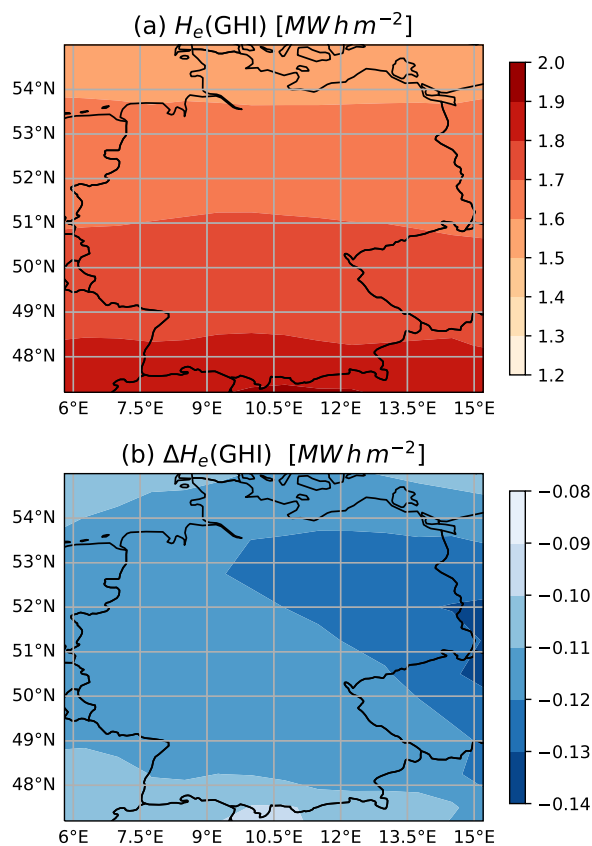 (a) H_e(GHI) [MW h m^{−2}]
54°N
53°N
52°N
51°N
50°N
49°N
48°N
6°E 7.5°E 9°E 10.5°E 12°E 13.5°E 15°E
2.0
1.9
1.8
1.7
1.6
1.5
1.4
1.3
1.2
(b) ΔH_e(GHI) [MW h m^{−2}]
54°N
53°N
52°N
51°N
50°N
49°N
48°N
6°E 7.5°E 9°E 10.5°E 12°E 13.5°E 15°E
−0.08
−0.09
−0.10
−0.11
−0.12
−0.13
−0.14